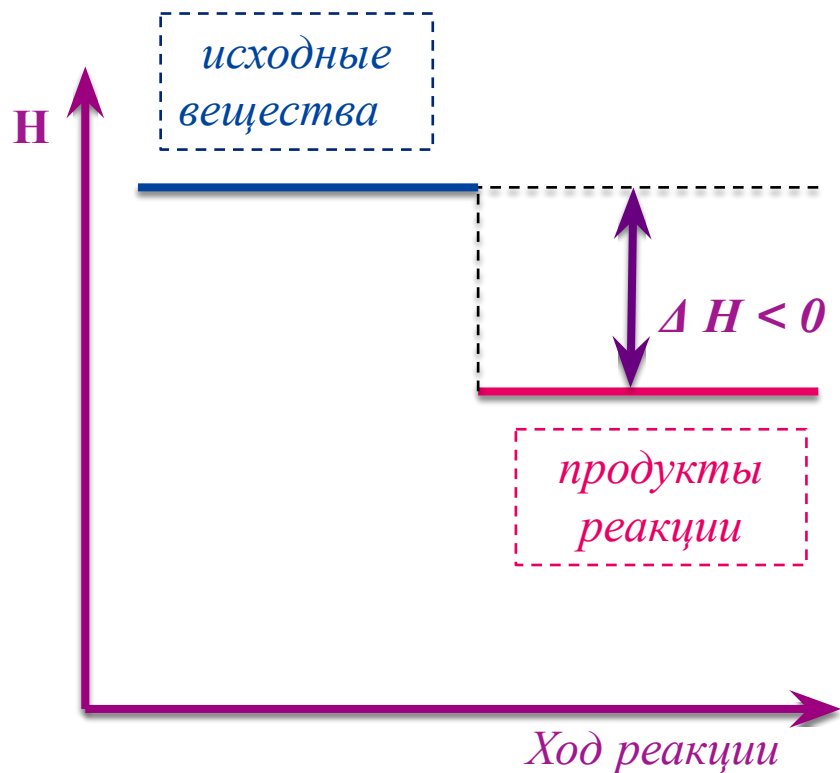 исходные
вещества
H
Δ H < 0
продукты
реакции
Ход реакции